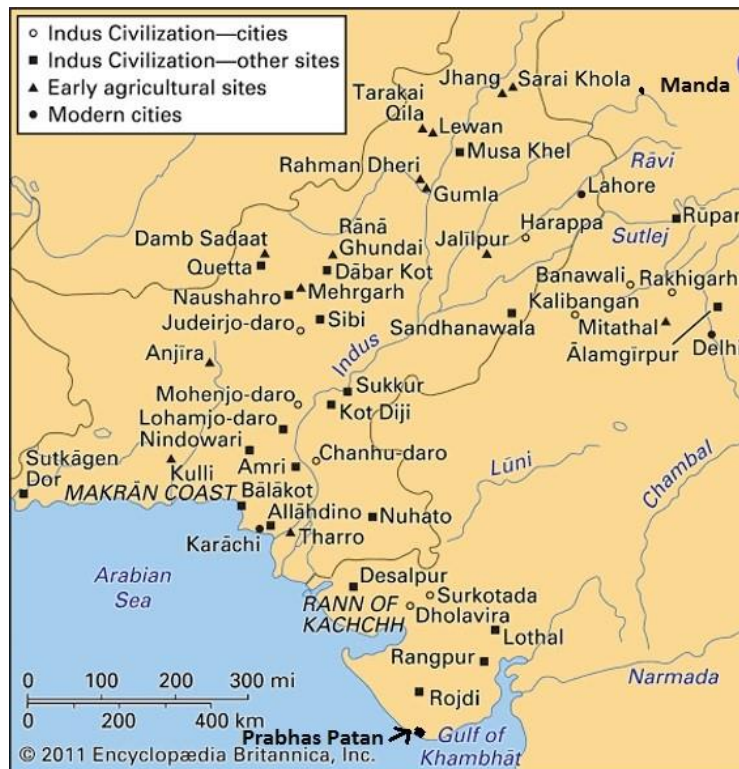 Indus Civilization—cities
Indus Civilization—other sites
Early agricultural sites
Modern cities
Jhang
Sarai Khola
Manda
Tarakai
Qila
Lewan
Musa Khel
Rāvi
Rahman Dheri
Gumla
Lahore
Harappa
Rūpar
Sutlej
Rānā
Ghundai
Damb Sadaat
Jalīlpur
Quetta
Dābar Kot
Banawali
Rakhigarh
Naushahro
Mehrgarh
Kalibangan
Judeirjo-daro
Sibi
Sandhanawala
Mitathal
Ālamgīrpur
Delhi
Anjīra
Indus
Sukkur
Mohenjo-daro
Kot Diji
Lohamjo-daro
Nindowari
Chanhu-daro
Lūni
Chambal
Sutkāgen
Dor
Kulli
Amri
MAKRĀN COAST
Bālākot
Allāhdino
Nuhato
Karāchi
Tharro
Arabian
Sea
Desalpur
Surkotada
RANN OF
KACHCHH
Dholavira
Lothal
Rangpur
Narmada
0 100 200 300 mi
Rojdi
0 200 400 km
Prabhas Patan
Gulf of
Khambhāt
© 2011 Encyclopædia Britannica, Inc.